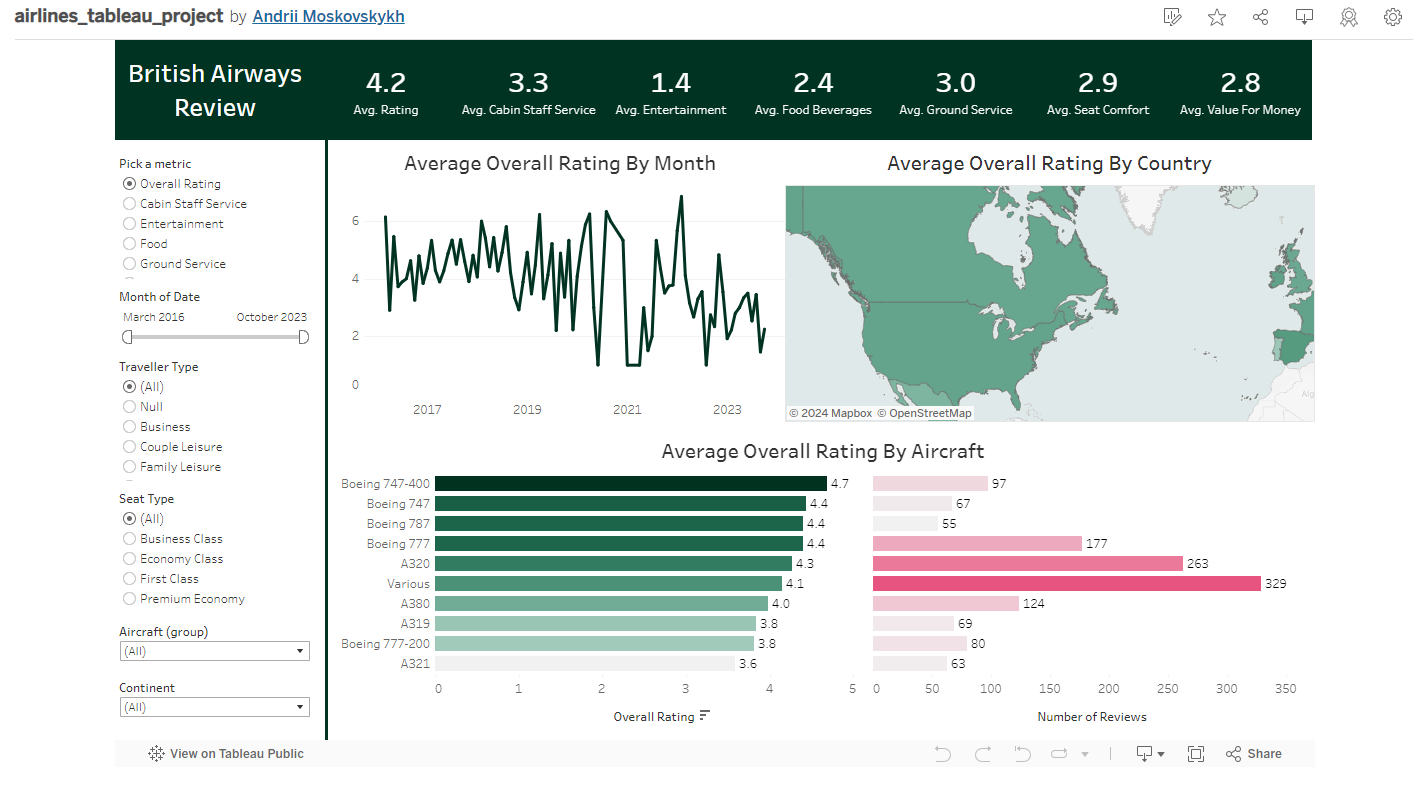 airlines_tableau_project by Andrii Moskovskykh
British Airways
Review
4.2
Avg. Rating
3.3
Avg. Cabin Staff Service
1.4
Avg. Entertainment
2.4
Avg. Food Beverages
3.0
Avg. Ground Service
2.9
Avg. Seat Comfort
2.8
Avg. Value For Money
Pick a metric
Overall Rating
Cabin Staff Service
Entertainment
Food
Ground Service
Month of Date
March 2016 October 2023
Traveller Type
(All)
Null
Business
Couple Leisure
Family Leisure
Seat Type
(All)
Business Class
Economy Class
First Class
Premium Economy
Aircraft (group)
(All)
Continent
(All)
Average Overall Rating By Month
6
4
2
0
2017 2019 2021 2023
Average Overall Rating By Country
Alg
© 2024 Mapbox © OpenStreetMap
Average Overall Rating By Aircraft
Boeing 747-400 4.7 97
Boeing 747 4.4 67
Boeing 787 4.4 55
Boeing 777 4.4 177
A320 4.3 263
Various 4.1 329
A380 4.0 124
A319 3.8 69
Boeing 777-200 3.8 80
A321 3.6 63
0 1 2 3 4 5 0 50 100 150 200 250 300 350
Overall Rating Number of Reviews
View on Tableau Public Share